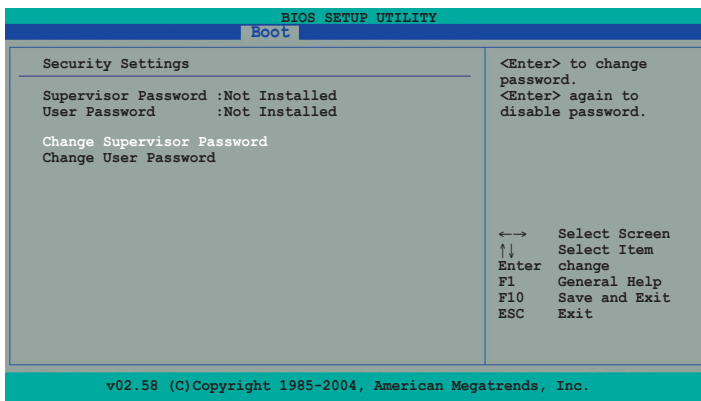 BIOS SETUP UTILITY
Boot
Security Settings
Supervisor Password :Not Installed
User Password :Not Installed
Change Supervisor Password
Change User Password
<Enter> to change
password.
<Enter> again to
disable password.
←→ Select Screen
↑↓ Select Item
Enter change
F1 General Help
F10 Save and Exit
ESC Exit
v02.58 (C)Copyright 1985-2004, American Megatrends, Inc.